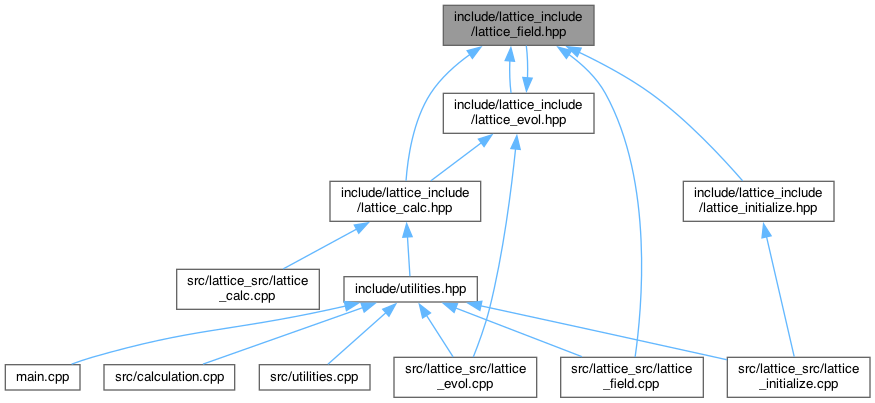 include/lattice_include
/lattice_field.hpp
include/lattice_include
/lattice_evol.hpp
include/lattice_include
/lattice_calc.hpp
include/lattice_include
/lattice_initialize.hpp
src/lattice_src/lattice
_calc.cpp
include/utilities.hpp
main.cpp
src/calculation.cpp
src/utilities.cpp
src/lattice_src/lattice
_evol.cpp
src/lattice_src/lattice
_field.cpp
src/lattice_src/lattice
_initialize.cpp